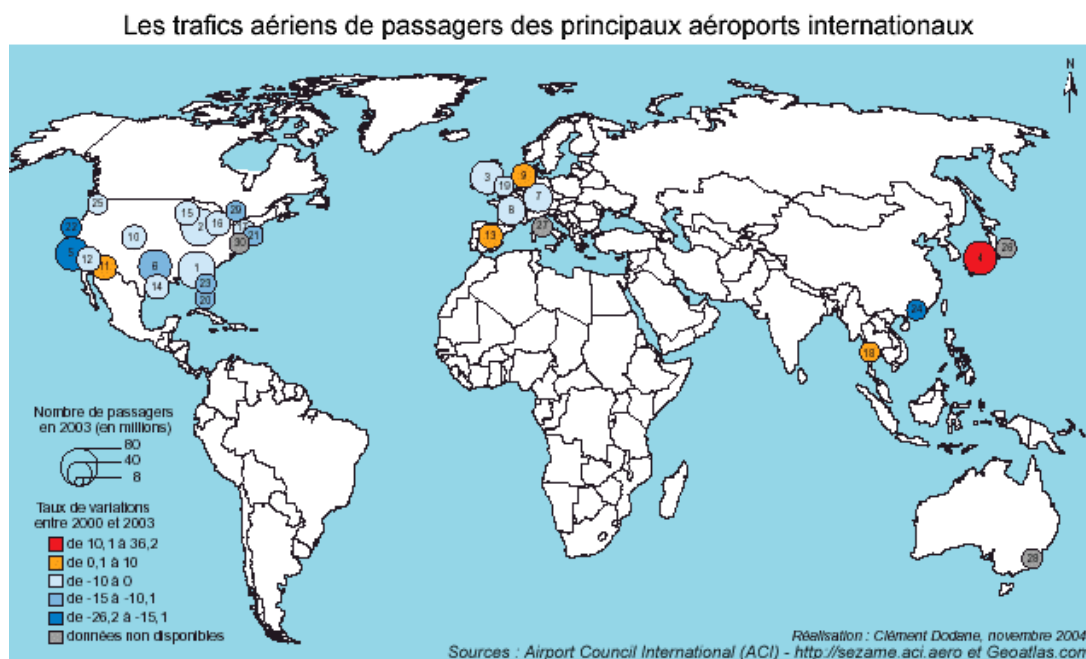 Les trafics aériens de passagers des principaux aéroports internationaux
N
3
9
19
7
8
27
13
25
15
29
22
2
16
17
21
10
30
5
12
11
6
1
14
23
20
4
26
24
18
28
Nombre de passagers
en 2003 (en millions)
80
40
8
Taux de variations
entre 2000 et 2003
de 10,1 à 36,2
de 0,1 à 10
de -10 à 0
de -15 à -10,1
de -26,2 à -15,1
données non disponibles
Réalisation : Clément Dodane, novembre 2004
Sources : Airport Council International (ACI) - http://sezame.aci.aero et Geoatlas.com